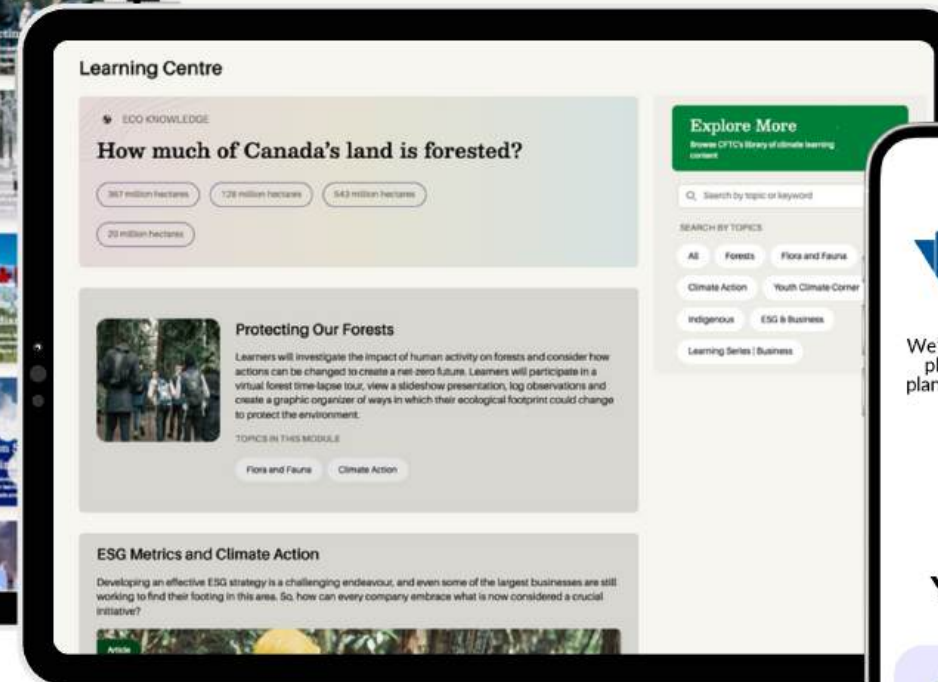 Learning Centre
ECO KNOWLEDGE
How much of Canada's land is forested?
367 million hectares
128 million hectares
543 million hectares
20 million hectares
Protecting Our Forests
Learners will investigate the impact of human activity on forests and consider how
actions can be changed to create a net-zero future. Learners will participate in a
virtual forest time-lapse tour, view a slideshow presentation, log observations and
create a graphic organizer of ways in which their ecological footprint could change
to protect the environment.
TOPICS IN THIS MODULE
Flora and Fauna
Climate Action
ESG Metrics and Climate Action
Developing an effective ESG strategy is a challenging endeavour, and even some of the largest businesses are still
working to find their footing in this area. So, how can every company embrace what is now considered a crucial
initiative?
Article
Explore More
Browse CFTC's library of climate learning
content
Search by topic or keyword
SEARCH BY TOPICS
All
Forests
Flora and Fauna
Climate Action
Youth Climate Corner
Indigenous
ESG & Business
Learning Series | Business
We'
pl
plan